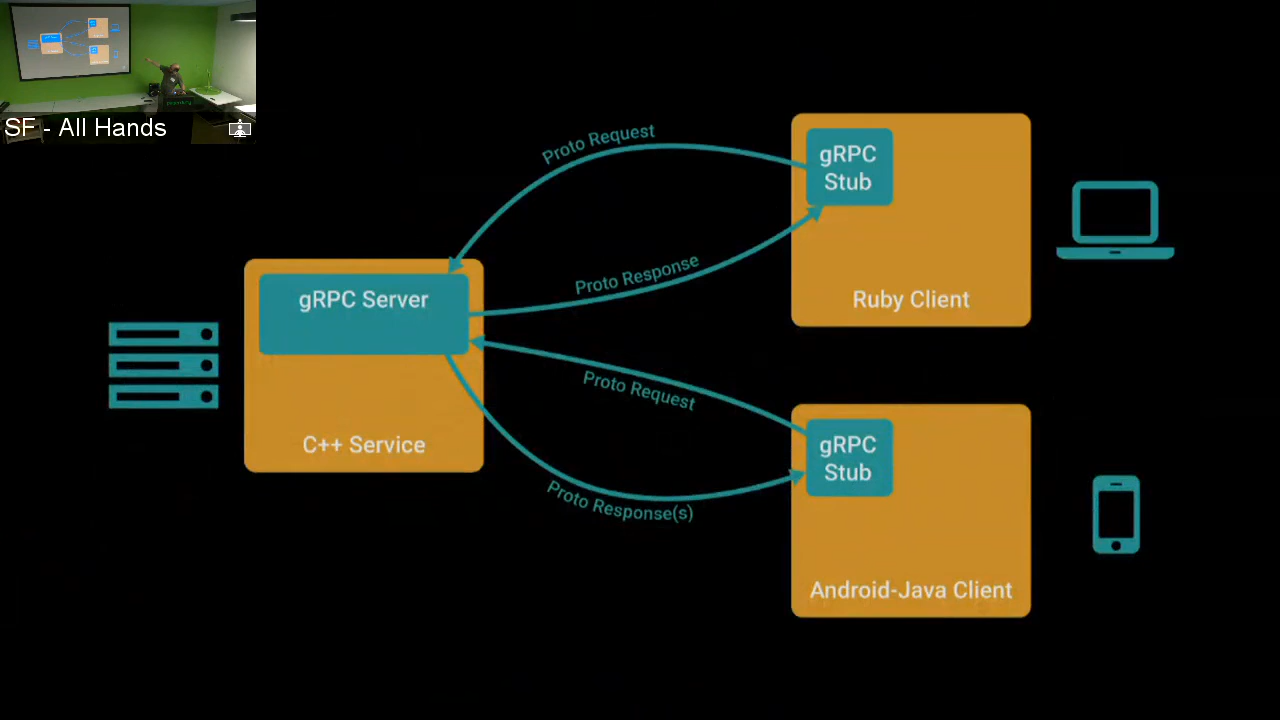 SF - All Hands
Proto Request
gRPC
Stub
Proto Response
Ruby Client
gRPC Server
C++ Service
Proto Request
gRPC
Stub
Proto Response(s)
Android-Java Client